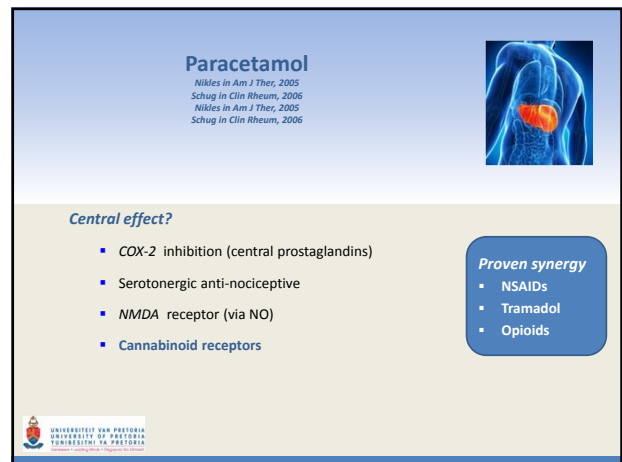 Paracetamol
Nikles in Am J Ther, 2005
Schug in Clin Rheum, 2006
Nikles in Am J Ther, 2005
Schug in Clin Rheum, 2006
Central effect?
▪ COX-2 inhibition (central prostaglandins)
▪ Serotonergic anti-nociceptive
▪ NMDA receptor (via NO)
▪ Cannabinoid receptors
Proven synergy
▪ NSAIDs
▪ Tramadol
▪ Opioids
UNIVERSITEIT VAN PRETORIA
UNIVERSITY OF PRETORIA
YUNIBESITHI YA PRETORIA